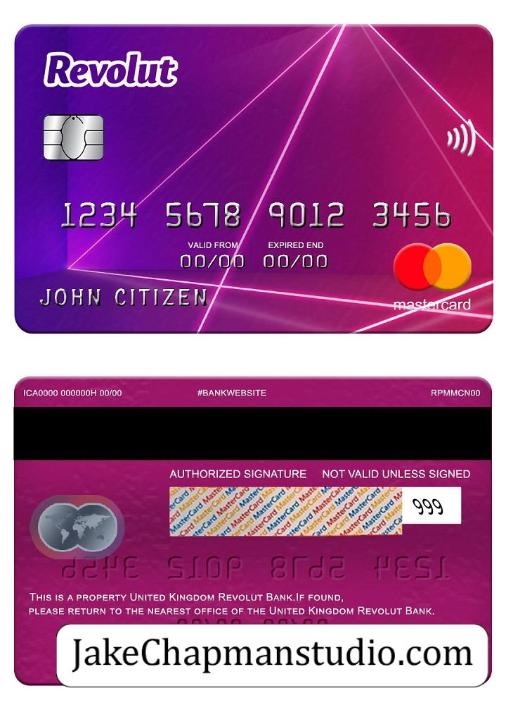 Revolut
1234 5678 9012 3456
VALID FROM EXPIRED END
00/00 00/00
JOHN CITIZEN
mastercard
ICA0000 000000H 00/00 #BANKWEBSITE RPMMCN00
AUTHORIZED SIGNATURE NOT VALID UNLESS SIGNED
MasterCard MasterCard MasterCard MasterCard
999
THIS IS A PROPERTY UNITED KINGDOM REVOLUT BANK.IF FOUND,
PLEASE RETURN TO THE NEAREST OFFICE OF THE UNITED KINGDOM REVOLUT BANK.
JakeChapmanstudio.com